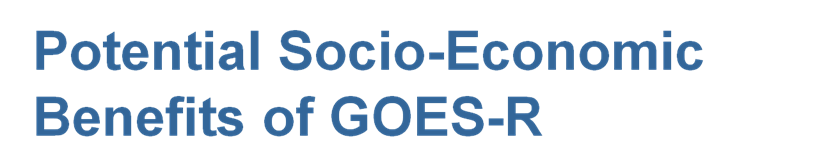 Potential Socio-Economic
Benefits of GOES-R